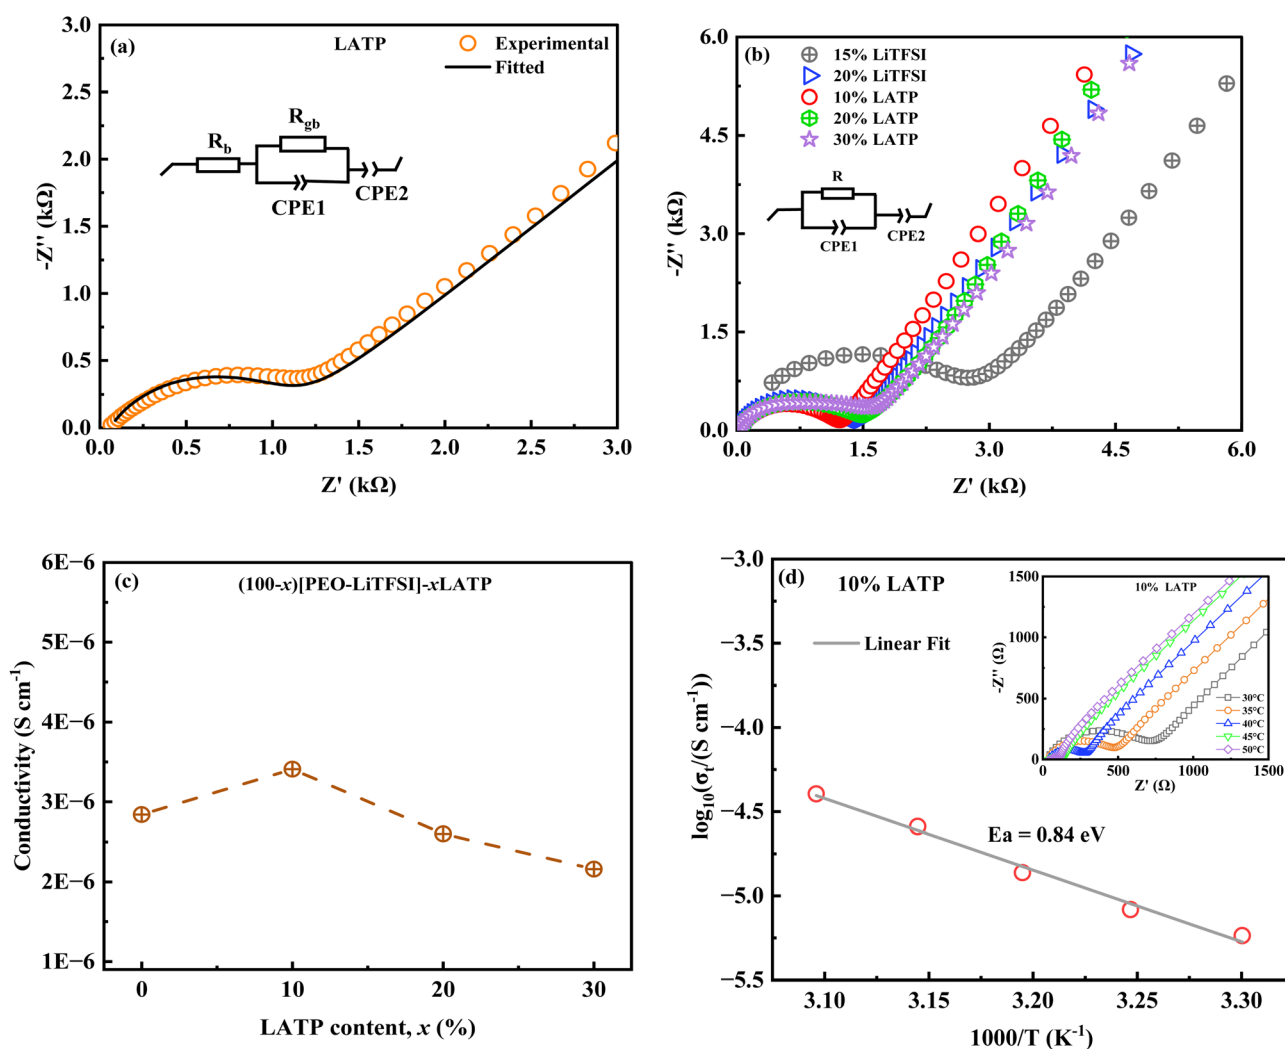 (a)
LATP
Experimental
Fitted
R_b
R_gb
CPE1
CPE2
3.0
2.5
2.0
1.5
1.0
0.5
0.0
-Z'' (kΩ)
0.0 0.5 1.0 1.5 2.0 2.5 3.0
Z' (kΩ)
(b)
15% LiTFSI
20% LiTFSI
10% LATP
20% LATP
30% LATP
R
CPE1
CPE2
6.0
4.5
3.0
1.5
0.0
-Z'' (kΩ)
0.0 1.5 3.0 4.5 6.0
Z' (kΩ)
(c)
(100-x)[PEO-LiTFSI]-xLATP
6E−6
5E−6
4E−6
3E−6
2E−6
1E−6
Conductivity (S cm⁻¹)
0 10 20 30
LATP content, x (%)
(d)
10% LATP
Linear Fit
Ea = 0.84 eV
−3.0
−3.5
−4.0
−4.5
−5.0
−5.5
log₁₀(σ_t/(S cm⁻¹))
3.10 3.15 3.20 3.25 3.30
1000/T (K⁻¹)
10% LATP
1500
1000
500
0
-Z'' (Ω)
30°C
35°C
40°C
45°C
50°C
0 500 1000 1500
Z' (Ω)